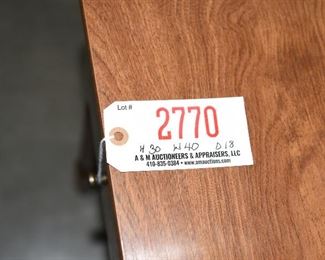 Lot #
2770
H 30 W 40 D 18
A & M AUCTIONEERS & APPRAISERS, LLC
410-835-0384 • www.amauctions.com